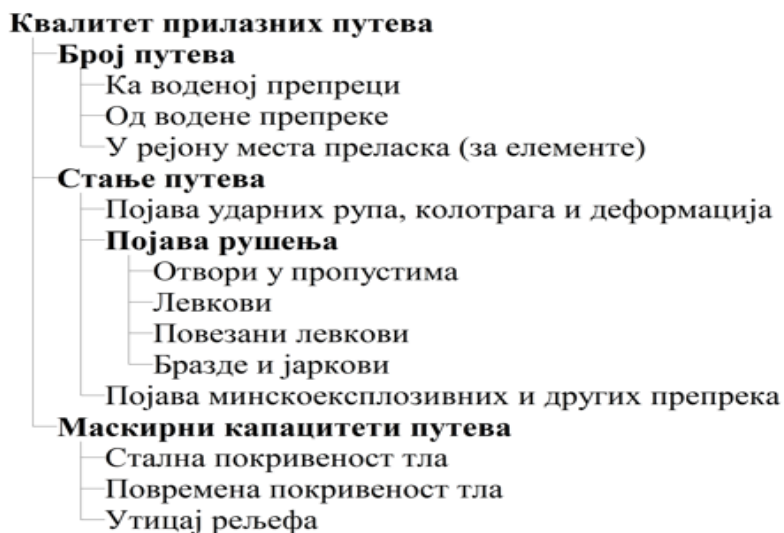 Квалитет прилазних путева
Број путева
Ка воденој препреци
Од водене препреке
У рејону места преласка (за елементе)
Стање путева
Појава ударних рупа, колотрага и деформација
Појава рушења
Отвори у пропустима
Левкови
Повезани левкови
Бразде и јаркови
Појава минскоексплозивних и других препрека
Маскирни капацитети путева
Стална покривеност тла
Повремена покривеност тла
Утицај рељефа